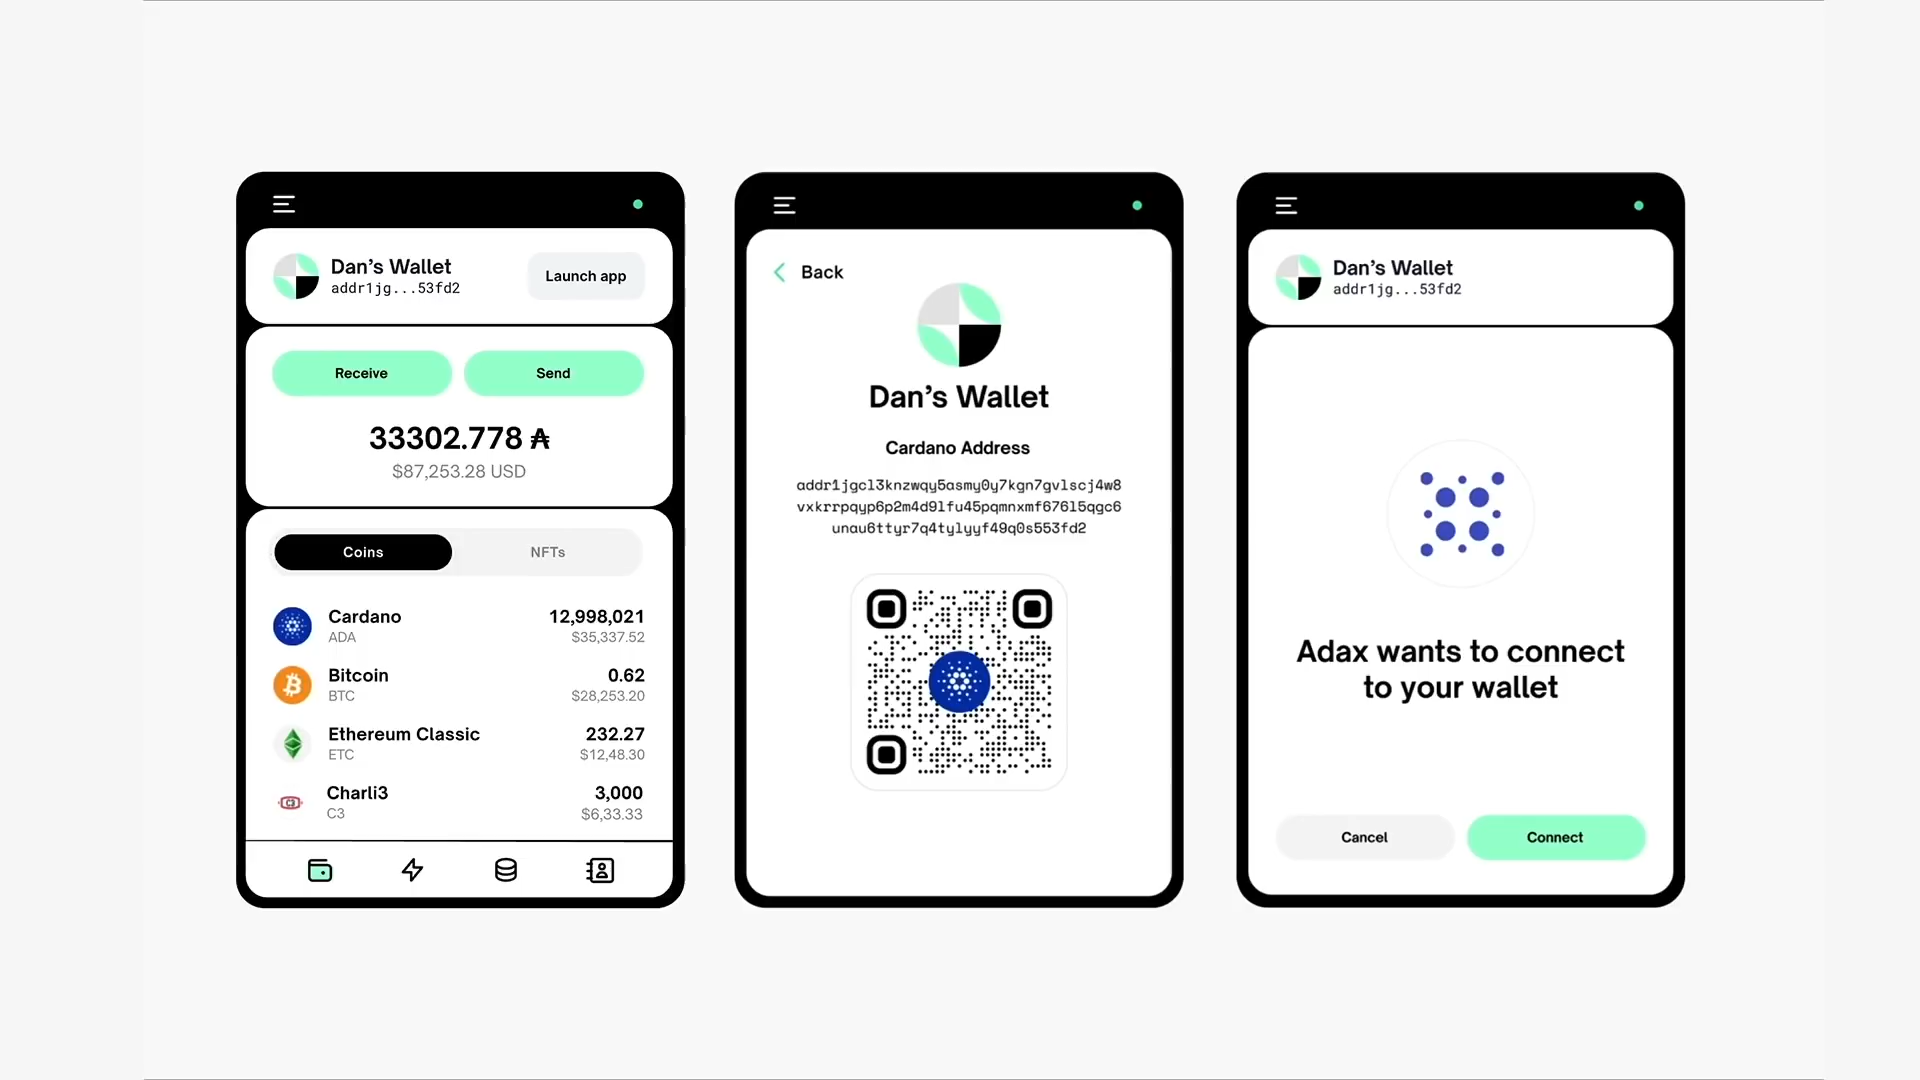 Dan's Wallet
addr1jg...53fd2
Launch app
Receive
Send
33302.778 ₳
$87,253.28 USD
Coins
NFTs
Cardano
12,998,021
ADA
$35,337.52
Bitcoin
0.62
BTC
$28,253.20
Ethereum Classic
232.27
ETC
$12,48.30
Charli3
3,000
C3
$6,33.33
Back
Dan's Wallet
Cardano Address
addr1jgcl3knzwqy5asmy0y7kgn7gvlscj4w8
vxkrrpqyp6p2m4d9lfu45pqmnxmf676l5qgc6
unau6ttyr7q4tylyyf49q0s553fd2
Dan's Wallet
addr1jg...53fd2
Adax wants to connect
to your wallet
Cancel
Connect